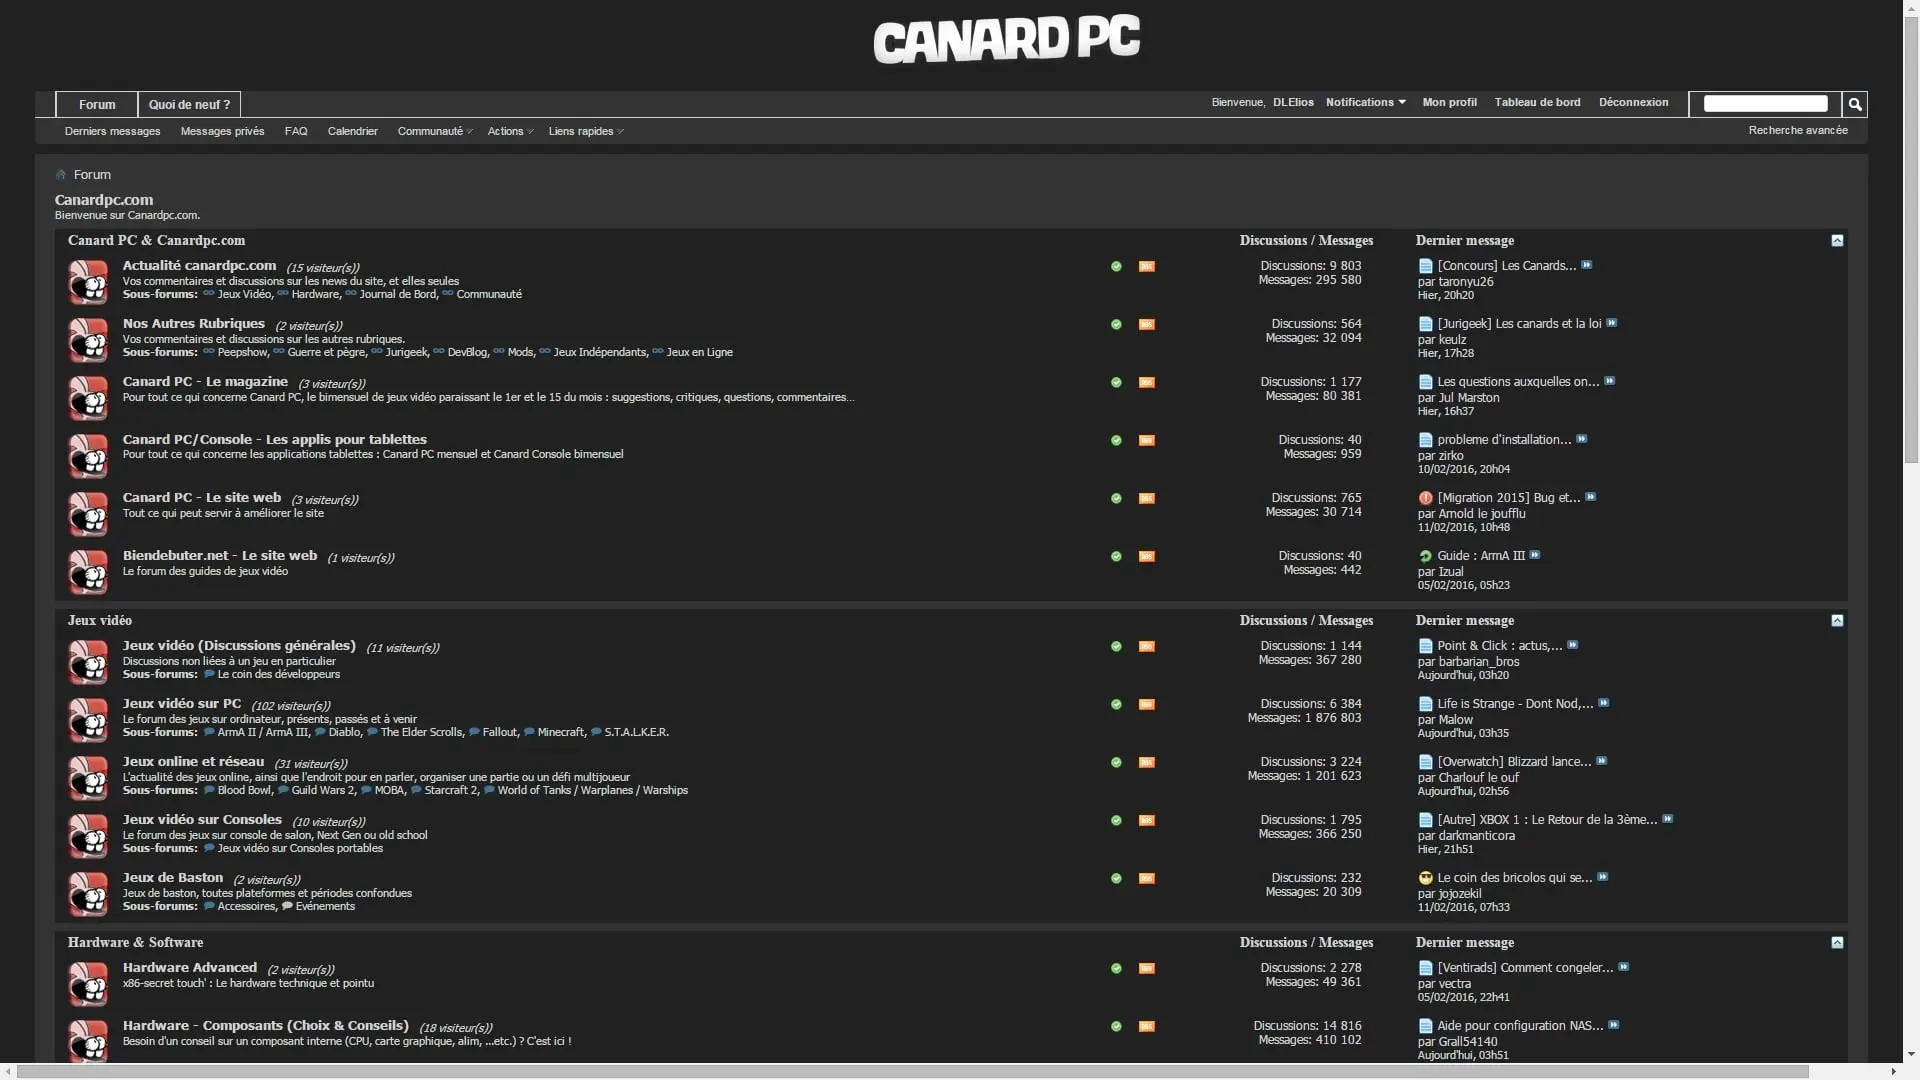 CANARD PC
Forum Quoi de neuf ? Bienvenue, DLElios Notifications Mon profil Tableau de bord Déconnexion
Derniers messages Messages privés FAQ Calendrier Communauté Actions Liens rapides Recherche avancée
Forum
Canardpc.com
Bienvenue sur Canardpc.com.
Canard PC & Canardpc.com Discussions / Messages Dernier message
Actualité canardpc.com (15 visiteur(s)) Discussions: 9 803 [Concours] Les Canards...
Vos commentaires et discussions sur les news du site, et elles seules Messages: 295 580 par taronyu26
Sous-forums: Jeux Vidéo, Hardware, Journal de Bord, Communauté Hier, 20h20
Nos Autres Rubriques (2 visiteur(s)) Discussions: 564 [Jurigeek] Les canards et la loi
Vos commentaires et discussions sur les autres rubriques. Messages: 32 094 par keulz
Sous-forums: Peepshow, Guerre et pègre, Jurigeek, DevBlog, Mods, Jeux Indépendants, Jeux en Ligne Hier, 17h28
Canard PC - Le magazine (3 visiteur(s)) Discussions: 1 177 Les questions auxquelles on...
Pour tout ce qui concerne Canard PC, le bimensuel de jeux vidéo paraissant le 1er et le 15 du mois : suggestions, critiques, questions, commentaires... Messages: 80 381 par Jul Marston
Hier, 16h37
Canard PC/Console - Les applis pour tablettes Discussions: 40 probleme d'installation...
Pour tout ce qui concerne les applications tablettes : Canard PC mensuel et Canard Console bimensuel Messages: 959 par zirko
10/02/2016, 20h04
Canard PC - Le site web (3 visiteur(s)) Discussions: 765 [Migration 2015] Bug et...
Tout ce qui peut servir à améliorer le site Messages: 30 714 par Arnold le joufflu
11/02/2016, 10h48
Biendebuter.net - Le site web (1 visiteur(s)) Discussions: 40 Guide : ArmA III
Le forum des guides de jeux vidéo Messages: 442 par Izual
05/02/2016, 05h23
Jeux vidéo Discussions / Messages Dernier message
Jeux vidéo (Discussions générales) (11 visiteur(s)) Discussions: 1 144 Point & Click : actus,...
Discussions non liées à un jeu en particulier Messages: 367 280 par barbarian_bros
Sous-forums: Le coin des développeurs Aujourd'hui, 03h20
Jeux vidéo sur PC (102 visiteur(s)) Discussions: 6 384 Life is Strange - Dont Nod,...
Le forum des jeux sur ordinateur, présents, passés et à venir Messages: 1 876 803 par Malow
Sous-forums: ArmA II / ArmA III, Diablo, The Elder Scrolls, Fallout, Minecraft, S.T.A.L.K.E.R. Aujourd'hui, 03h35
Jeux online et réseau (31 visiteur(s)) Discussions: 3 224 [Overwatch] Blizzard lance...
L'actualité des jeux online, ainsi que l'endroit pour en parler, organiser une partie ou un défi multijoueur Messages: 1 201 623 par Charlouf le ouf
Sous-forums: Blood Bowl, Guild Wars 2, MOBA, Starcraft 2, World of Tanks / Warplanes / Warships Aujourd'hui, 02h56
Jeux vidéo sur Consoles (10 visiteur(s)) Discussions: 1 795 [Autre] XBOX 1 : Le Retour de la 3ème...
Le forum des jeux sur console de salon, Next Gen ou old school Messages: 366 250 par darkmanticora
Sous-forums: Jeux vidéo sur Consoles portables Hier, 21h51
Jeux de Baston (2 visiteur(s)) Discussions: 232 Le coin des bricolos qui se...
Jeux de baston, toutes plateformes et périodes confondues Messages: 20 309 par jojozekil
Sous-forums: Accessoires, Evénements 11/02/2016, 07h33
Hardware & Software Discussions / Messages Dernier message
Hardware Advanced (2 visiteur(s)) Discussions: 2 278 [Ventirads] Comment congeler...
x86-secret touch' : Le hardware technique et pointu Messages: 49 361 par vectra
05/02/2016, 22h41
Hardware - Composants (Choix & Conseils) (18 visiteur(s)) Discussions: 14 816 Aide pour configuration NAS...
Besoin d'un conseil sur un composant interne (CPU, carte graphique, alim, ...etc.) ? C'est ici ! Messages: 410 102 par Grall54140
Aujourd'hui, 03h51